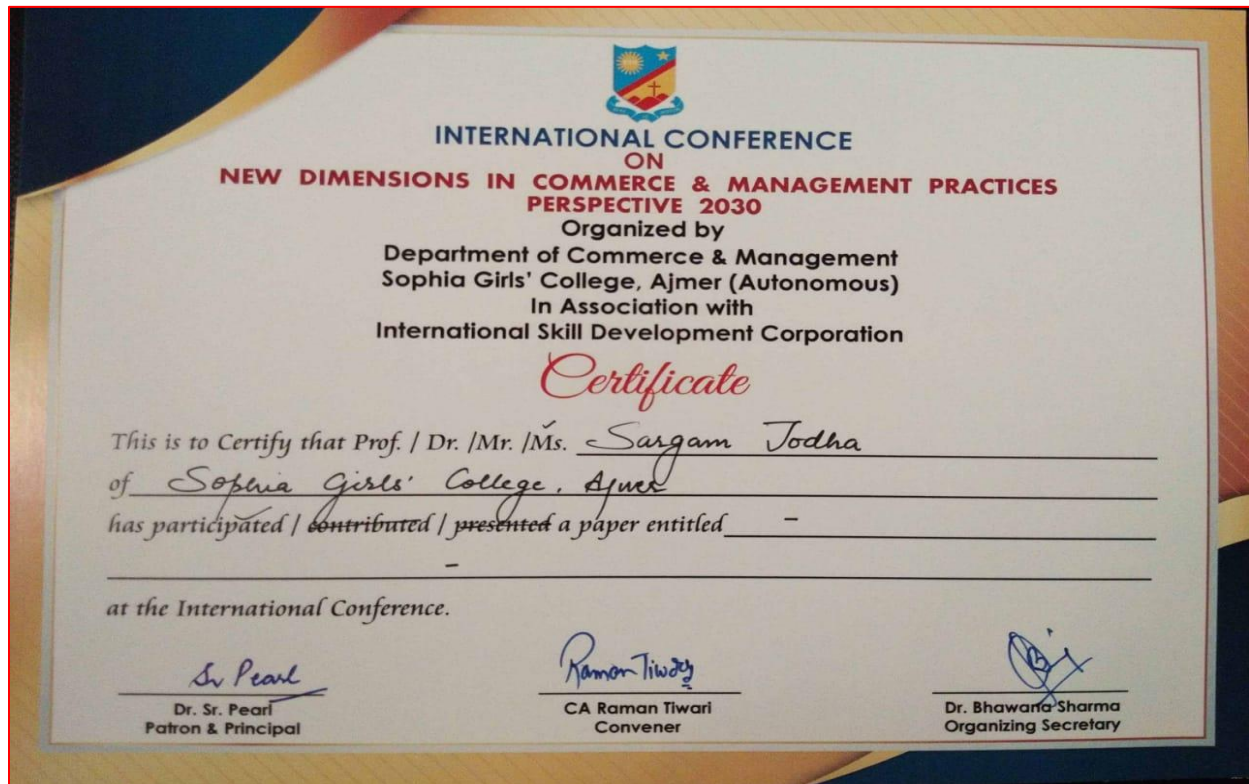 INTERNATIONAL CONFERENCE
ON
NEW DIMENSIONS IN COMMERCE & MANAGEMENT PRACTICES
PERSPECTIVE 2030
Organized by
Department of Commerce & Management
Sophia Girls' College, Ajmer (Autonomous)
In Association with
International Skill Development Corporation
Certificate
This is to Certify that Prof. / Dr. /Mr. /Ms. Sargam Jodha
of Sophia Girls' College, Ajmer
has participated / contributed / presented a paper entitled -
-
at the International Conference.
Sr Pearl Raman Tiwari
Dr. Sr. Pearl CA Raman Tiwari Dr. Bhawana Sharma
Patron & Principal Convener Organizing Secretary